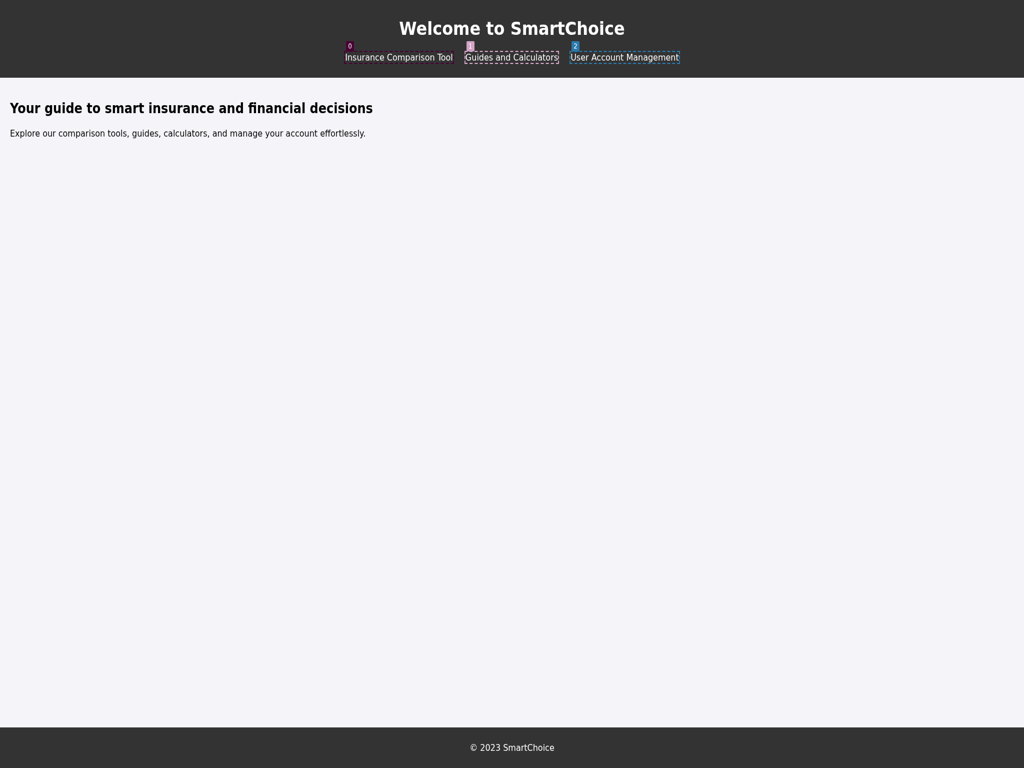 Welcome to SmartChoice
0
1
2
Insurance Comparison Tool
Guides and Calculators
User Account Management
Your guide to smart insurance and financial decisions
Explore our comparison tools, guides, calculators, and manage your account effortlessly.
© 2023 SmartChoice